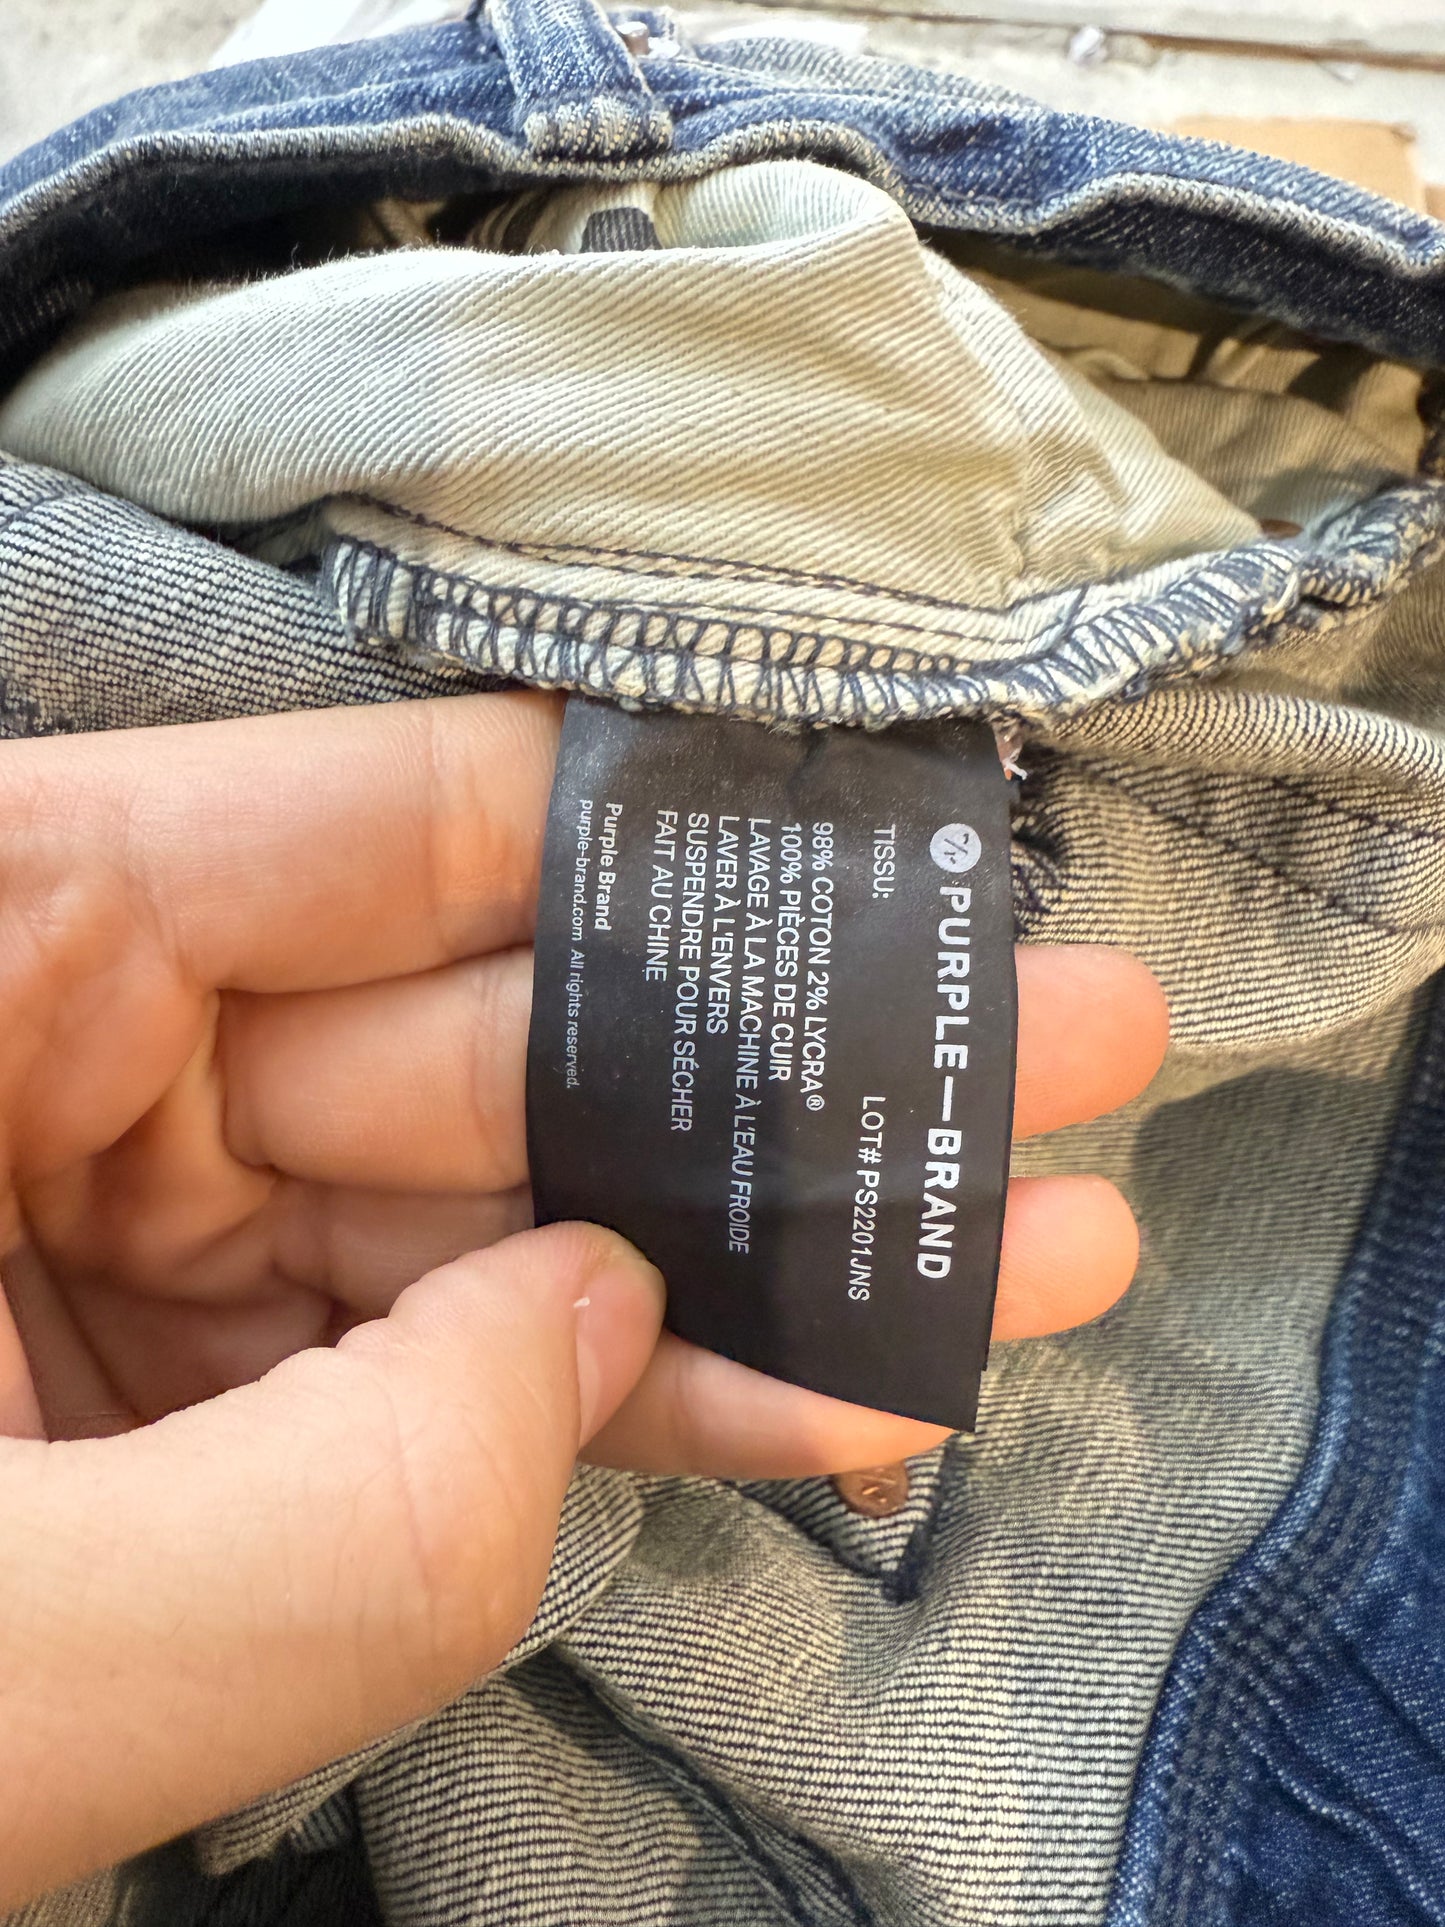 PURPLE—BRAND
LOT# PS2201JNS
TISSU:
98% COTON 2% LYCRA®
100% PIÈCES DE CUIR
LAVAGE À LA MACHINE À L'EAU FROIDE
LAVER À L'ENVERS
SUSPENDRE POUR SÉCHER
FAIT AU CHINE
Purple Brand
purple-brand.com All rights reserved.